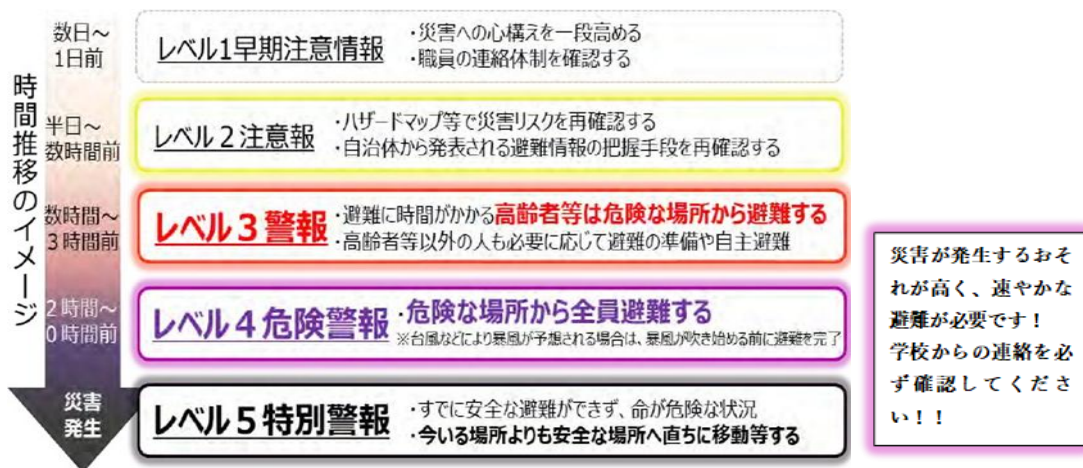 時間推移のイメージ
数日～
1日前
レベル1早期注意情報
・災害への心構えを一段高める
・職員の連絡体制を確認する
半日～
数時間前
レベル2注意報
・ハザードマップ等で災害リスクを再確認する
・自治体から発表される避難情報の把握手段を再確認する
数時間～
3時間前
レベル3警報
・避難に時間がかかる高齢者等は危険な場所から避難する
・高齢者等以外の人も必要に応じて避難の準備や自主避難
2時間～
0時間前
レベル4危険警報
・危険な場所から全員避難する
※台風などにより暴風が予想される場合は、暴風が吹き始める前に避難を完了
災害
発生
レベル5特別警報
・すでに安全な避難ができず、命が危険な状況
・今いる場所よりも安全な場所へ直ちに移動等する
災害が発生するおそ
れが高く、速やかな
避難が必要です！
学校からの連絡を必
ず確認してくださ
い！！